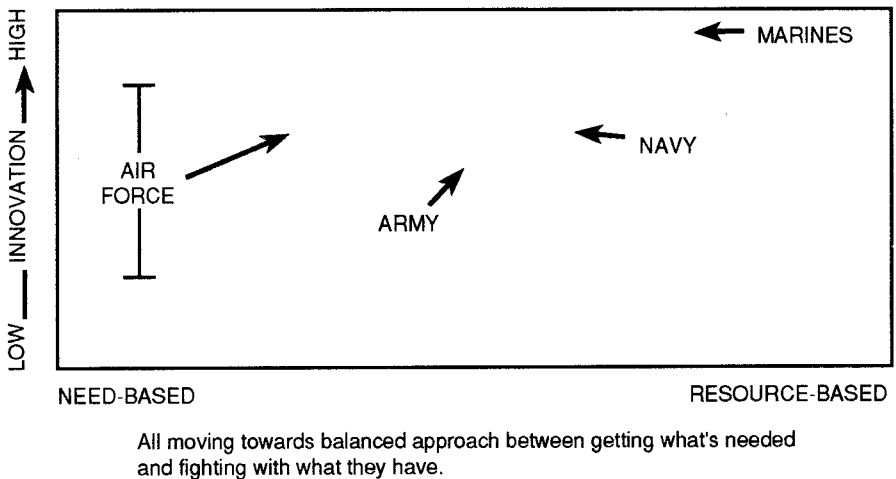 HIGH
INNOVATION
LOW
MARINES
NAVY
AIR
FORCE
ARMY
NEED-BASED
RESOURCE-BASED
All moving towards balanced approach between getting what's needed
and fighting with what they have.